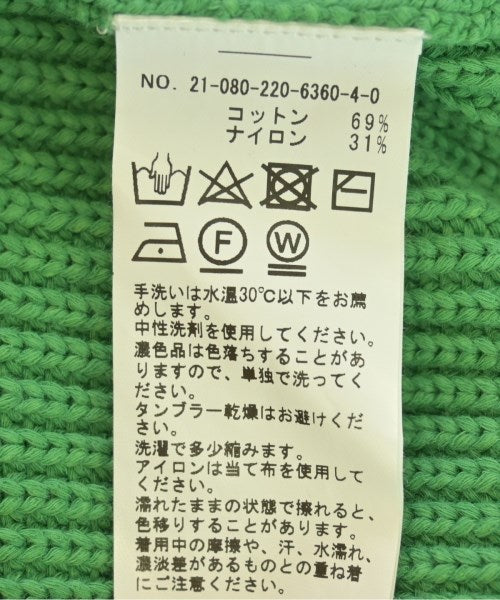 NO. 21-080-220-6360-4-0
コットン 69%
ナイロン 31%
F W
手洗いは水温30℃以下をお薦
めします。
中性洗剤を使用してください。
濃色品は色落ちすることがあ
りますので、単独で洗ってく
ださい。
タンブラー乾燥はお避けくだ
さい。
洗濯で多少縮みます。
アイロンは当て布を使用して
ください。
濡れたままの状態で擦れると、
色移りすることがあります。
着用中の摩擦や、汗、水濡れ、
濃淡差があるものとの重ね着
にご注意ください。